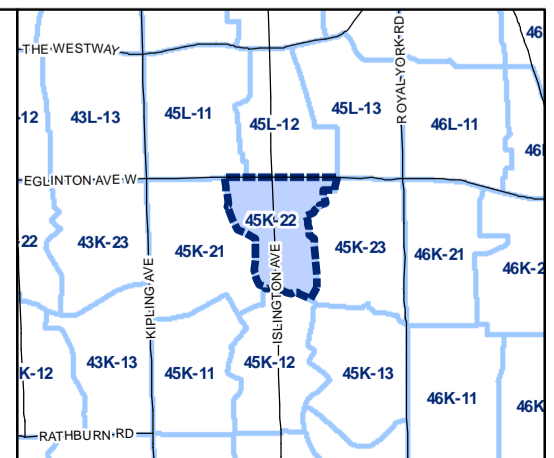 46
THE WESTWAY
ROYAL YORK RD
-12
43L-13
45L-11
45L-12
45L-13
46L-11
46
EGLINTON AVE W
-22
43K-23
45K-21
45K-22
45K-23
46K-21
46K-2
KIPLING AVE
ISLINGTON AVE
K-12
43K-13
45K-11
45K-12
45K-13
46K-11
46K
RATHBURN RD